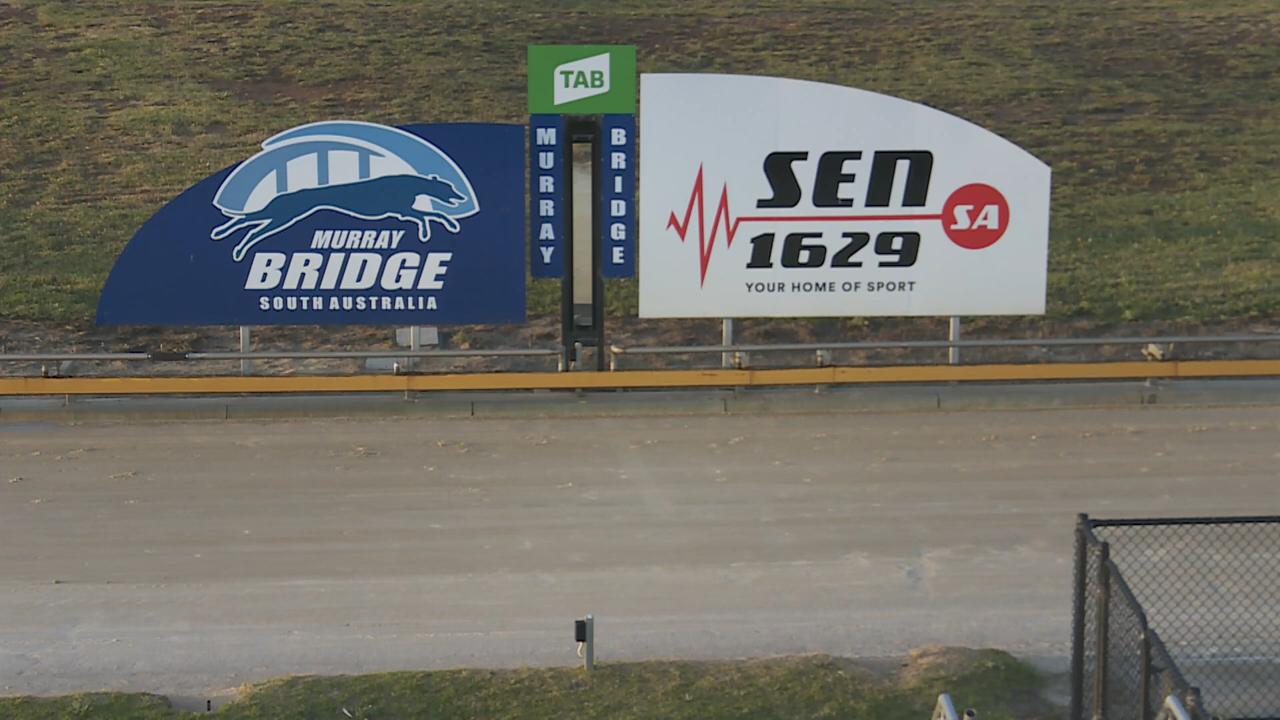 TAB
MURRAY
BRIDGE
SOUTH AUSTRALIA
MURRAY
BRIDGE
SEN
SA
1629
YOUR HOME OF SPORT